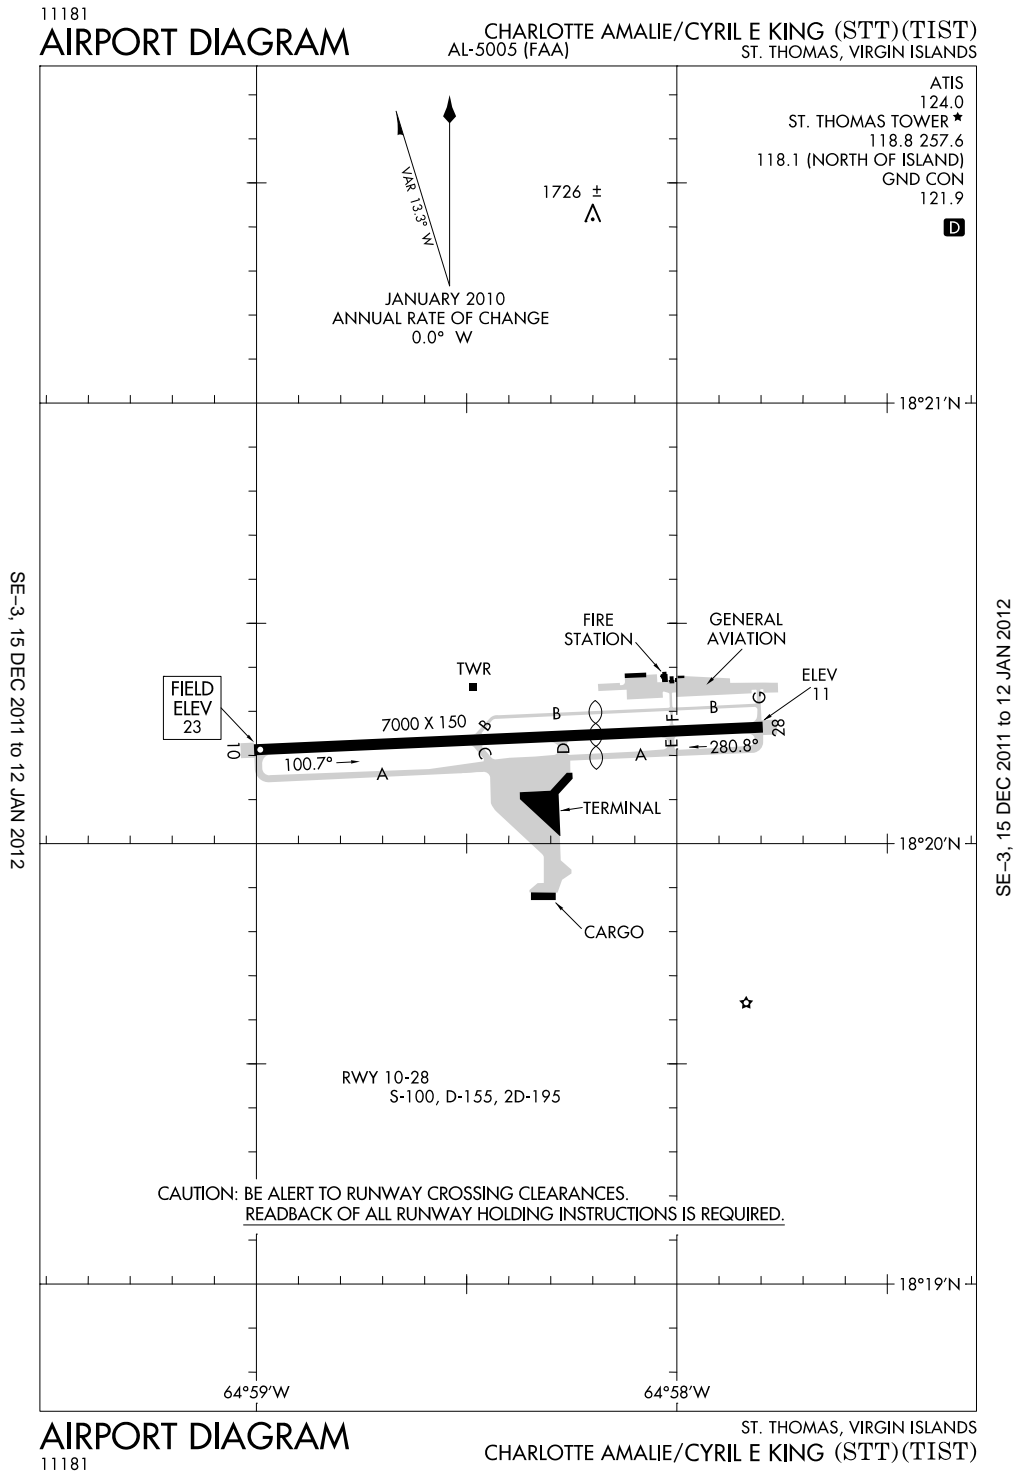 11181
AIRPORT DIAGRAM
AL-5005 (FAA)
CHARLOTTE AMALIE/CYRIL E KING (STT)(TIST)
ST. THOMAS, VIRGIN ISLANDS
ATIS
124.0
ST. THOMAS TOWER ★
118.8 257.6
118.1 (NORTH OF ISLAND)
GND CON
121.9
D
VAR 13.3° W
1726 ±
JANUARY 2010
ANNUAL RATE OF CHANGE
0.0° W
18°21'N
SE-3, 15 DEC 2011 to 12 JAN 2012
SE-3, 15 DEC 2011 to 12 JAN 2012
FIRE
STATION
GENERAL
AVIATION
TWR
ELEV
11
FIELD
ELEV
23
7000 X 150
B
B
B
G
F
28
10
C
D
E
280.8°
100.7°
A
A
TERMINAL
18°20'N
CARGO
RWY 10-28
S-100, D-155, 2D-195
CAUTION: BE ALERT TO RUNWAY CROSSING CLEARANCES.
READBACK OF ALL RUNWAY HOLDING INSTRUCTIONS IS REQUIRED.
18°19'N
64°59'W
64°58'W
AIRPORT DIAGRAM
11181
ST. THOMAS, VIRGIN ISLANDS
CHARLOTTE AMALIE/CYRIL E KING (STT)(TIST)